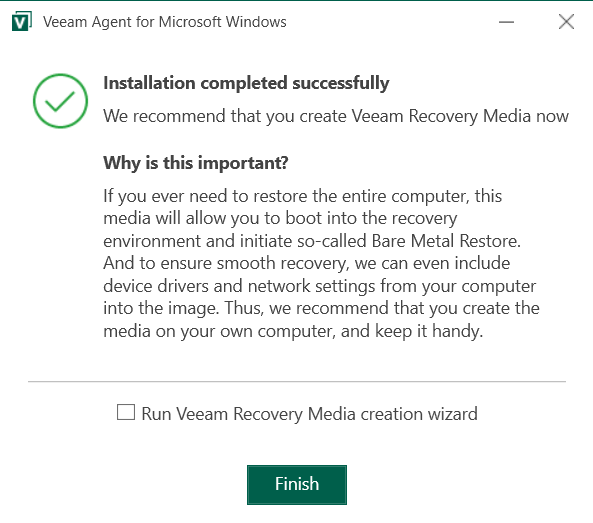 Veeam Agent for Microsoft Windows
Installation completed successfully
We recommend that you create Veeam Recovery Media now
Why is this important?
If you ever need to restore the entire computer, this
media will allow you to boot into the recovery
environment and initiate so-called Bare Metal Restore.
And to ensure smooth recovery, we can even include
device drivers and network settings from your computer
into the image. Thus, we recommend that you create the
media on your own computer, and keep it handy.
Run Veeam Recovery Media creation wizard
Finish